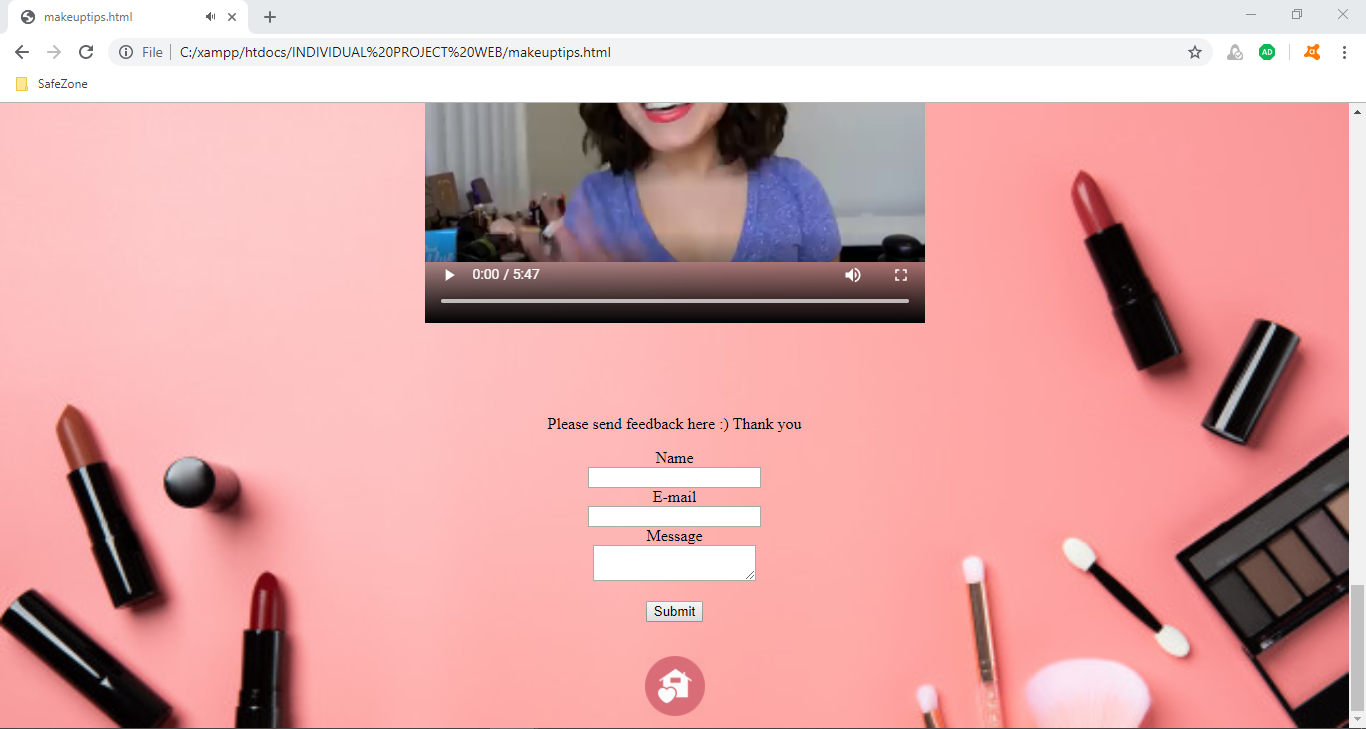 makeuptips.html
File
C:/xampp/htdocs/INDIVIDUAL%20PROJECT%20WEB/makeuptips.html
AD
SafeZone
0:00 / 5:47
Please send feedback here :) Thank you
Name
E-mail
Message
Submit